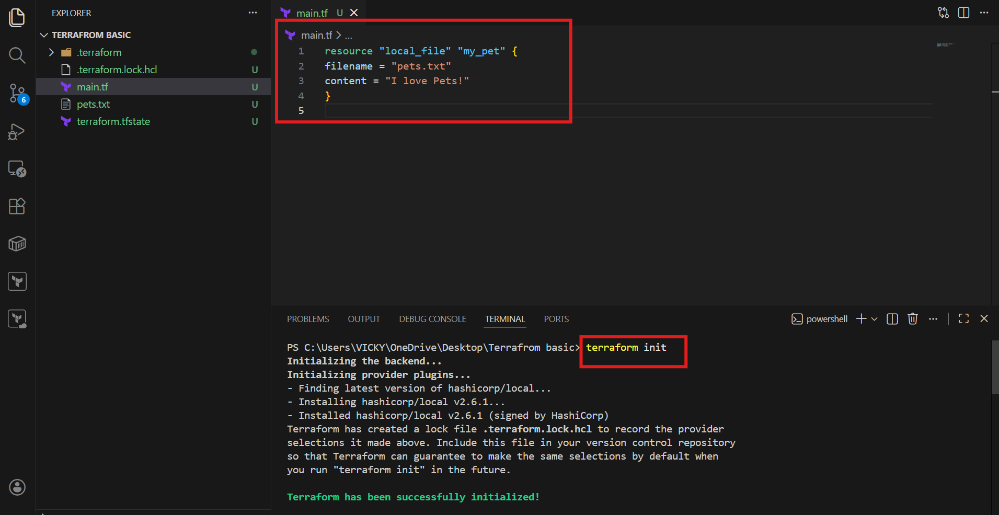 EXPLORER
TERRAFROM BASIC
.terraform
.terraform.lock.hcl U
main.tf U
pets.txt U
terraform.tfstate U
6
main.tf U
main.tf > ...
1 resource "local_file" "my_pet" {
2 filename = "pets.txt"
3 content = "I love Pets!"
4 }
5
PROBLEMS OUTPUT DEBUG CONSOLE TERMINAL PORTS
powershell
PS C:\Users\VICKY\OneDrive\Desktop\Terrafrom basic> terraform init
Initializing the backend...
Initializing provider plugins...
- Finding latest version of hashicorp/local...
- Installing hashicorp/local v2.6.1...
- Installed hashicorp/local v2.6.1 (signed by HashiCorp)
Terraform has created a lock file .terraform.lock.hcl to record the provider
selections it made above. Include this file in your version control repository
so that Terraform can guarantee to make the same selections by default when
you run "terraform init" in the future.
Terraform has been successfully initialized!